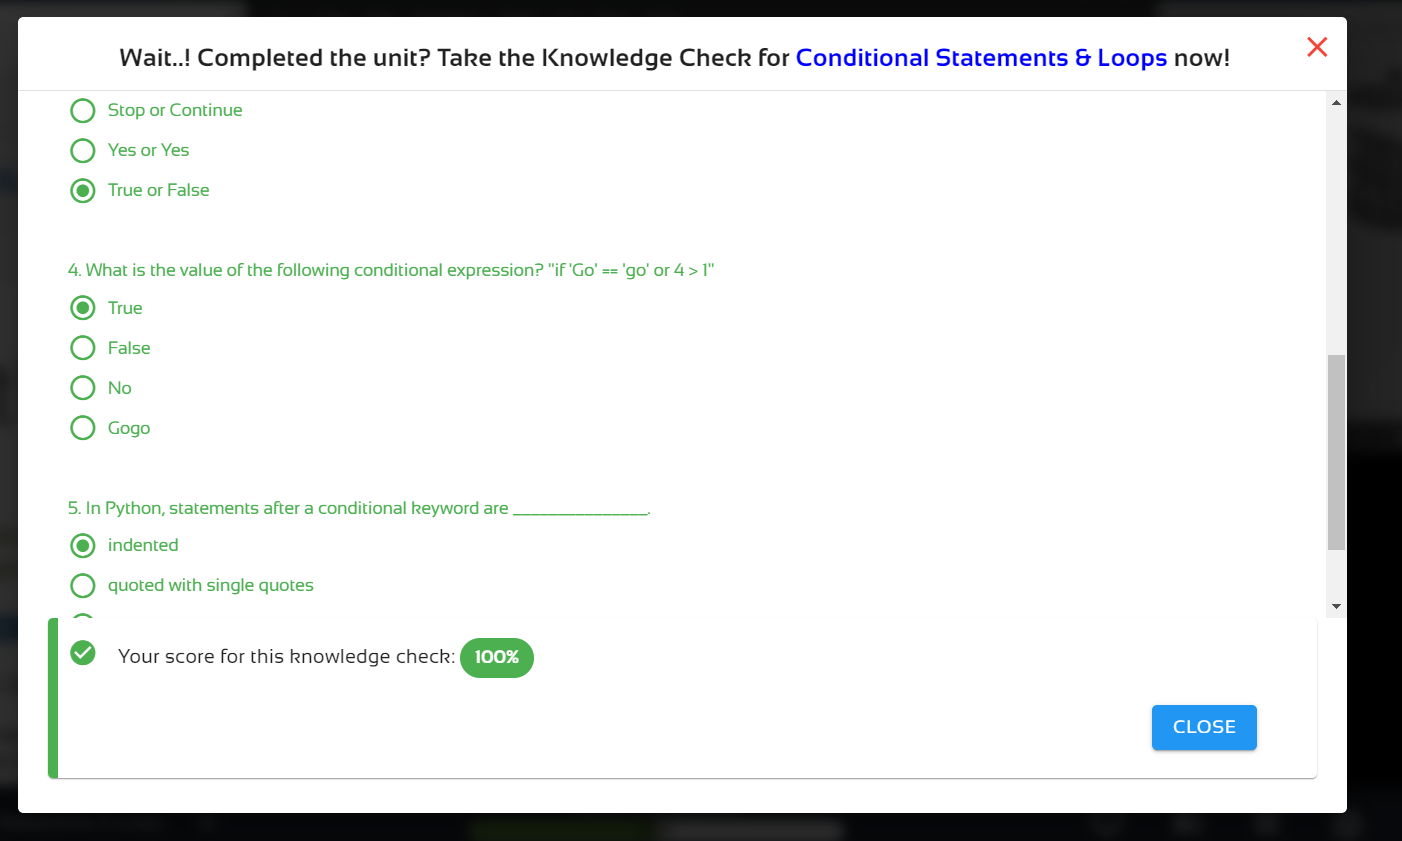 Wait..! Completed the unit? Take the Knowledge Check for Conditional Statements & Loops now!
Stop or Continue
Yes or Yes
True or False
4. What is the value of the following conditional expression? "if 'Go' == 'go' or 4 > 1"
True
False
No
Gogo
5. In Python, statements after a conditional keyword are _______________.
indented
quoted with single quotes
Your score for this knowledge check: 100%
CLOSE